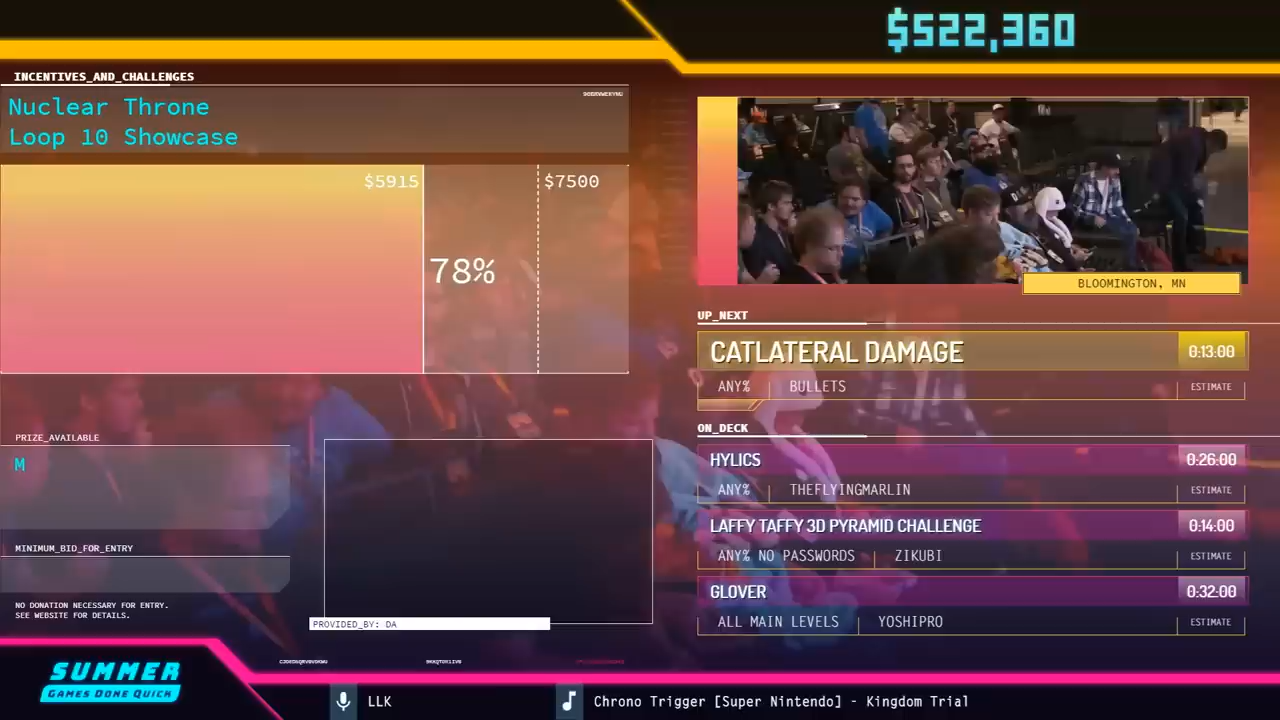 $522,360
INCENTIVES_AND_CHALLENGES
Nuclear Throne
Loop 10 Showcase
$5915
$7500
78%
BLOOMINGTON, MN
UP_NEXT
CATLATERAL DAMAGE 0:13:00
ANY% BULLETS ESTIMATE
ON_DECK
HYLICS 0:26:00
ANY% THEFLYINGMARLIN ESTIMATE
LAFFY TAFFY 3D PYRAMID CHALLENGE 0:14:00
ANY% NO PASSWORDS ZIKUBI ESTIMATE
GLOVER 0:32:00
ALL MAIN LEVELS YOSHIPRO ESTIMATE
PRIZE_AVAILABLE
M
MINIMUM_BID_FOR_ENTRY
NO DONATION NECESSARY FOR ENTRY.
SEE WEBSITE FOR DETAILS.
PROVIDED_BY: DA
SUMMER
GAMES DONE QUICK
LLK
Chrono Trigger [Super Nintendo] - Kingdom Trial